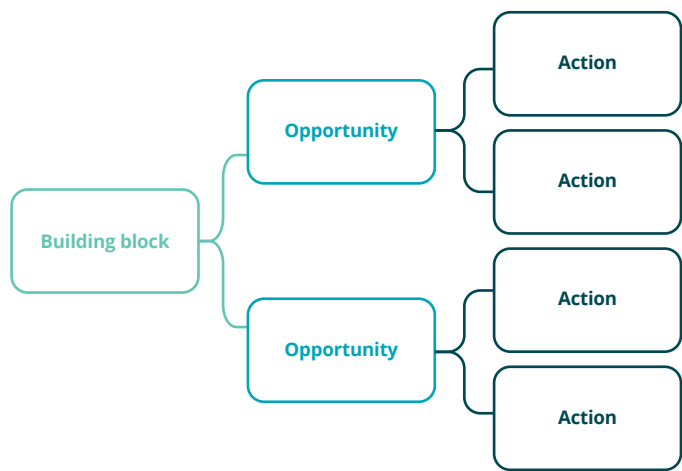 Building block
Opportunity
Action
Action
Opportunity
Action
Action